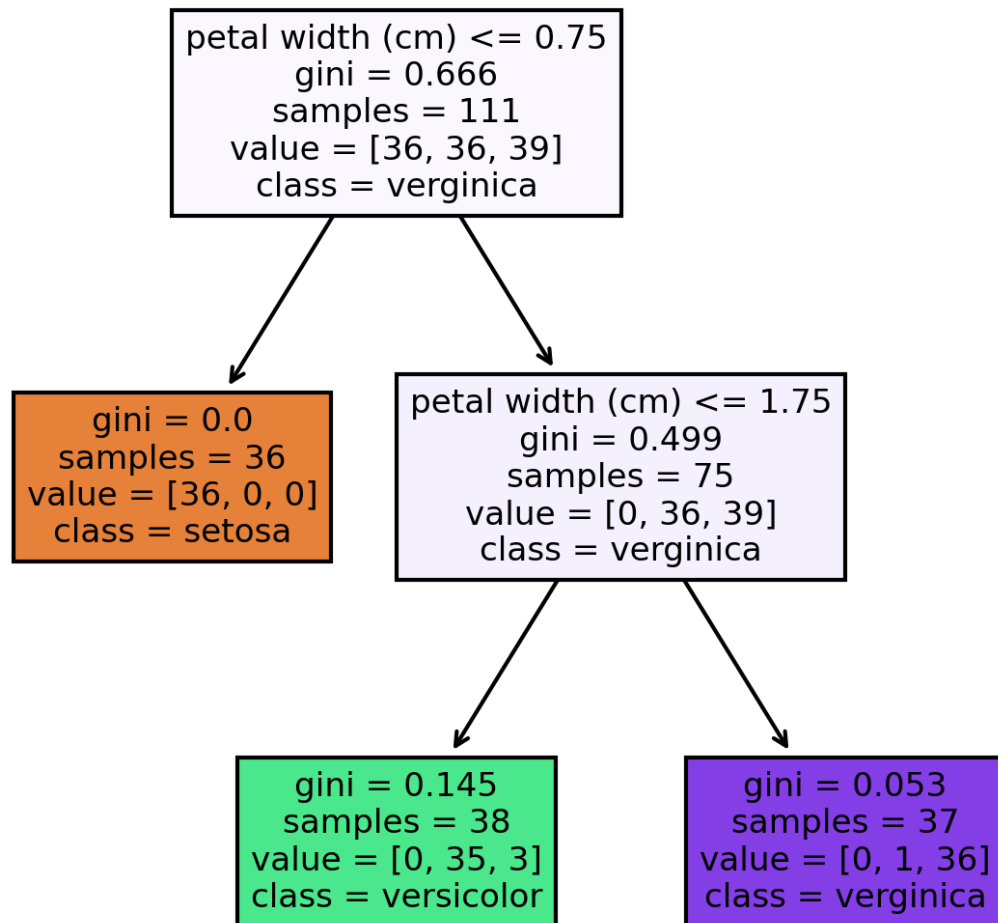 petal width (cm) <= 0.75
gini = 0.666
samples = 111
value = [36, 36, 39]
class = verginica
gini = 0.0
samples = 36
value = [36, 0, 0]
class = setosa
petal width (cm) <= 1.75
gini = 0.499
samples = 75
value = [0, 36, 39]
class = verginica
gini = 0.145
samples = 38
value = [0, 35, 3]
class = versicolor
gini = 0.053
samples = 37
value = [0, 1, 36]
class = verginica